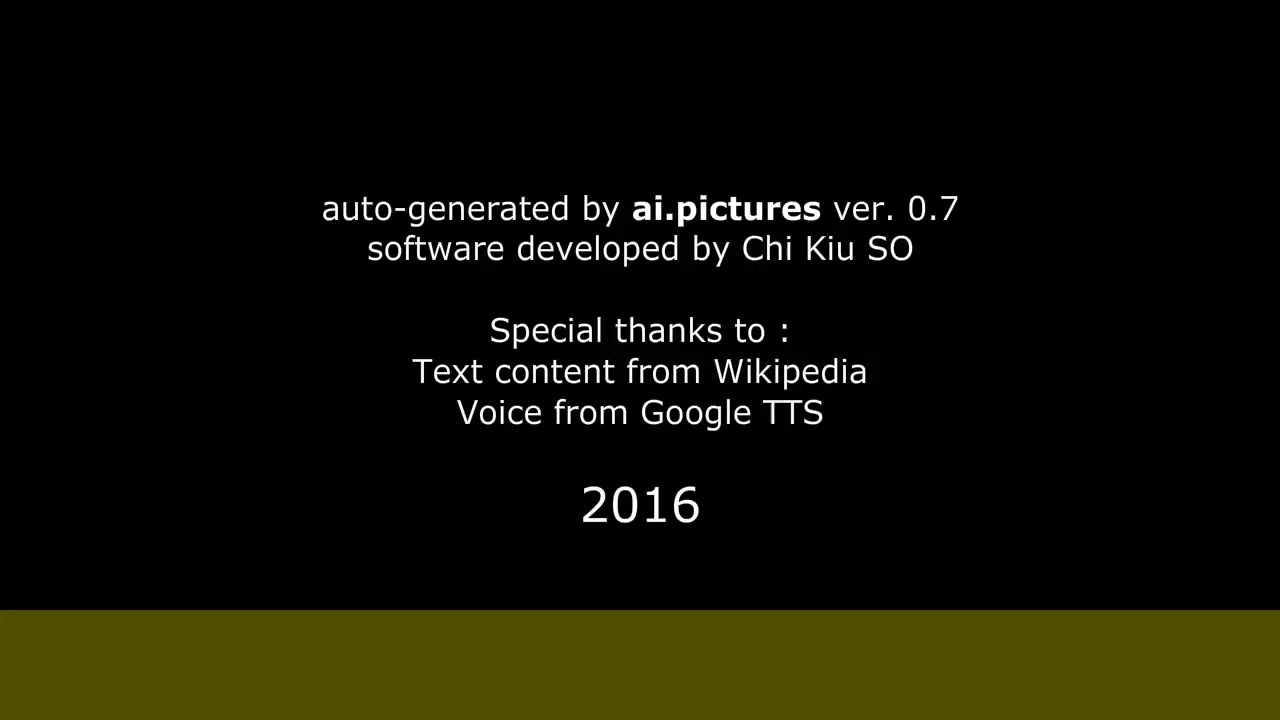 auto-generated by ai.pictures ver. 0.7
software developed by Chi Kiu SO
Special thanks to :
Text content from Wikipedia
Voice from Google TTS
2016